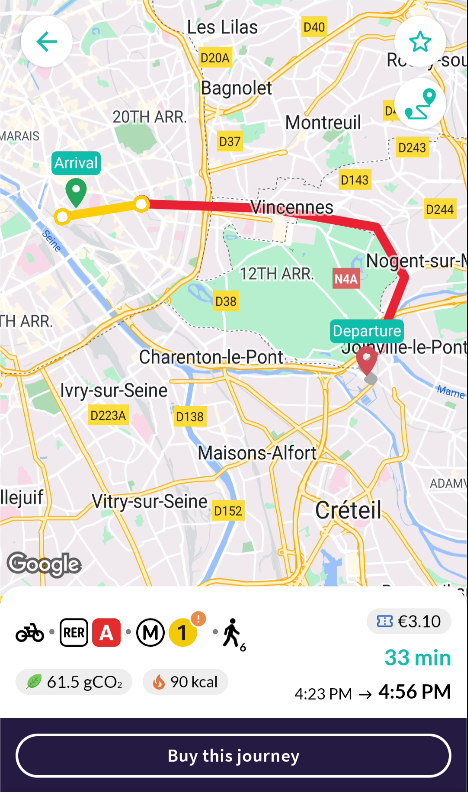 Les Lilas
D40
D20A
Bagnolet
20TH ARR.
Montreuil
MARAIS
D37
D243
Arrival
D143
Vincennes
D244
Seine
Nogent-sur-M
12TH ARR.
N4A
D38
TH ARR.
Departure
Joinville-le-Pont
Charenton-le-Pont
Ivry-sur-Seine
Marne
D223A
D138
Maisons-Alfort
ADAMV
llejuif
Vitry-sur-Seine
D152
Créteil
Google
RER A M 1 ! 6
€3.10
33 min
61.5 gCO₂
90 kcal
4:23 PM → 4:56 PM
Buy this journey